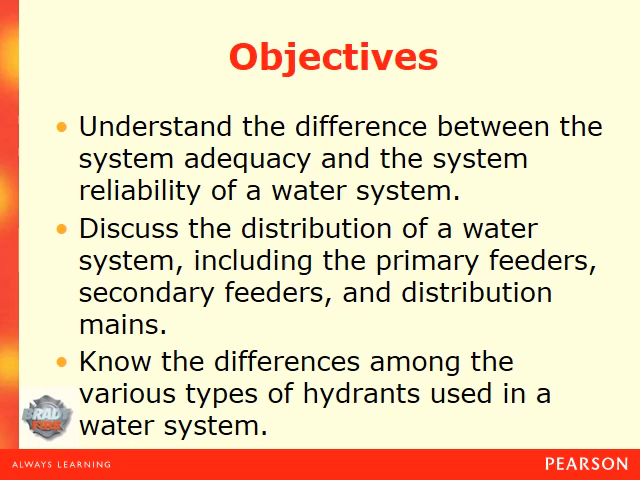 Objectives
• Understand the difference between the
system adequacy and the system
reliability of a water system.
• Discuss the distribution of a water
system, including the primary feeders,
secondary feeders, and distribution
mains.
• Know the differences among the
various types of hydrants used in a
water system.
BRADY
FIRE
ALWAYS LEARNING
PEARSON